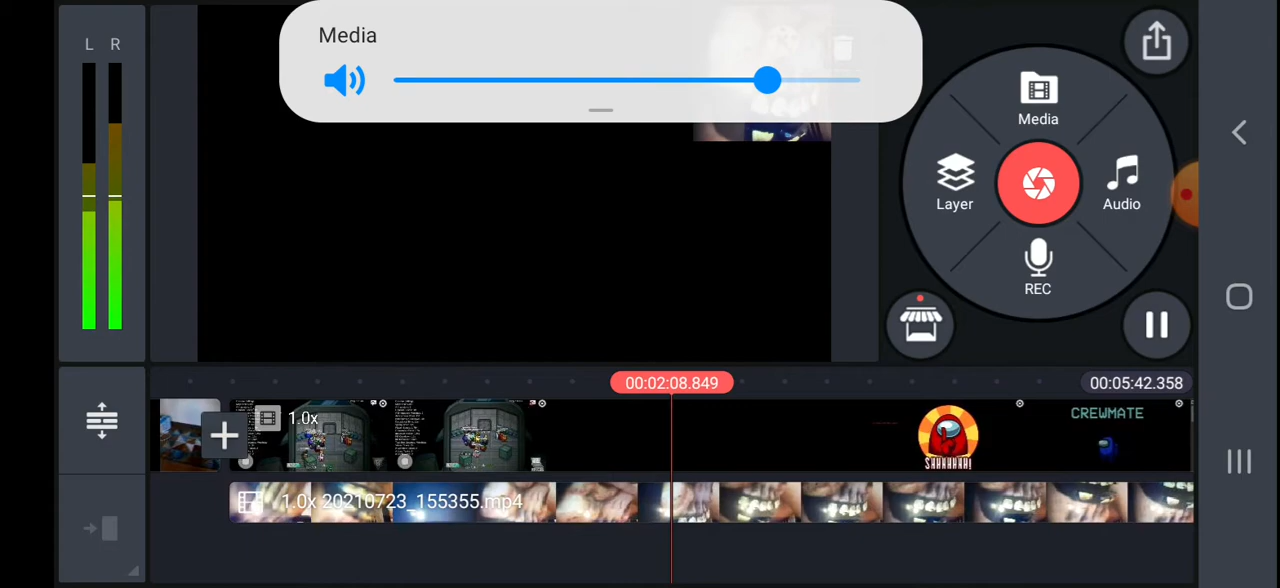 Media
L R
Media
Layer
Audio
REC
00:02:08.849
00:05:42.358
1.0x
SHHHHHHH!
CREWMATE
1.0x 20210723_155355.mp4